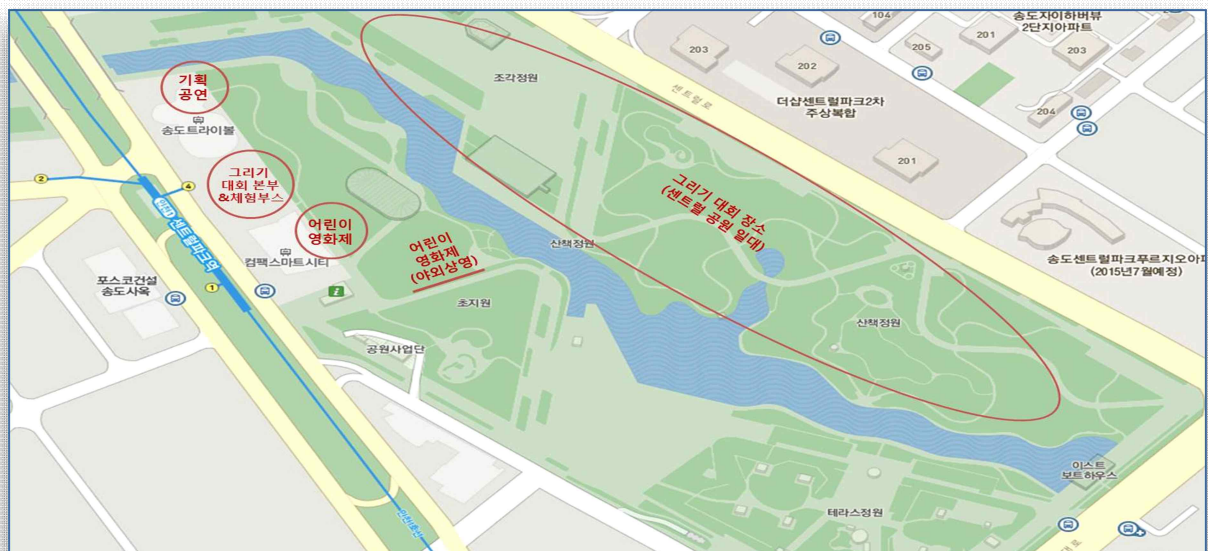 104
송도자이하버뷰
2단지아파트
203
205
201
203
202
센트럴로
더샵센트럴파크2차
주상복합
204
201
조각정원
기획
공연
송도트라이볼
그리기
대회 본부
&체험부스
2
4
어린이
영화제
그리기 대회 장소
(센트럴 공원 일대)
센트럴파크역
어린이
영화제
(야외상영)
산책정원
컴팩스마트시티
송도센트럴파크푸르지오아파
(2015년7월예정)
포스코건설
송도사옥
1
i
초지원
산책정원
공원사업단
이스트
보트하우스
테라스정원
인천1호선